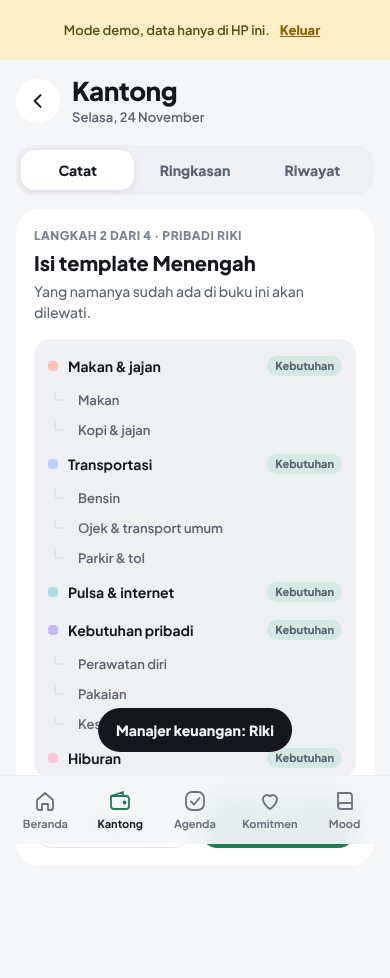 Mode demo, data hanya di HP ini. Keluar
Kantong
Selasa, 24 November
Catat
Ringkasan
Riwayat
LANGKAH 2 DARI 4 · PRIBADI RIKI
Isi template Menengah
Yang namanya sudah ada di buku ini akan
dilewati.
Makan & jajan Kebutuhan
Makan
Kopi & jajan
Transportasi Kebutuhan
Bensin
Ojek & transport umum
Parkir & tol
Pulsa & internet Kebutuhan
Kebutuhan pribadi Kebutuhan
Perawatan diri
Pakaian
Manajer keuangan: Riki
Hiburan Kebutuhan
Beranda
Kantong
Agenda
Komitmen
Mood